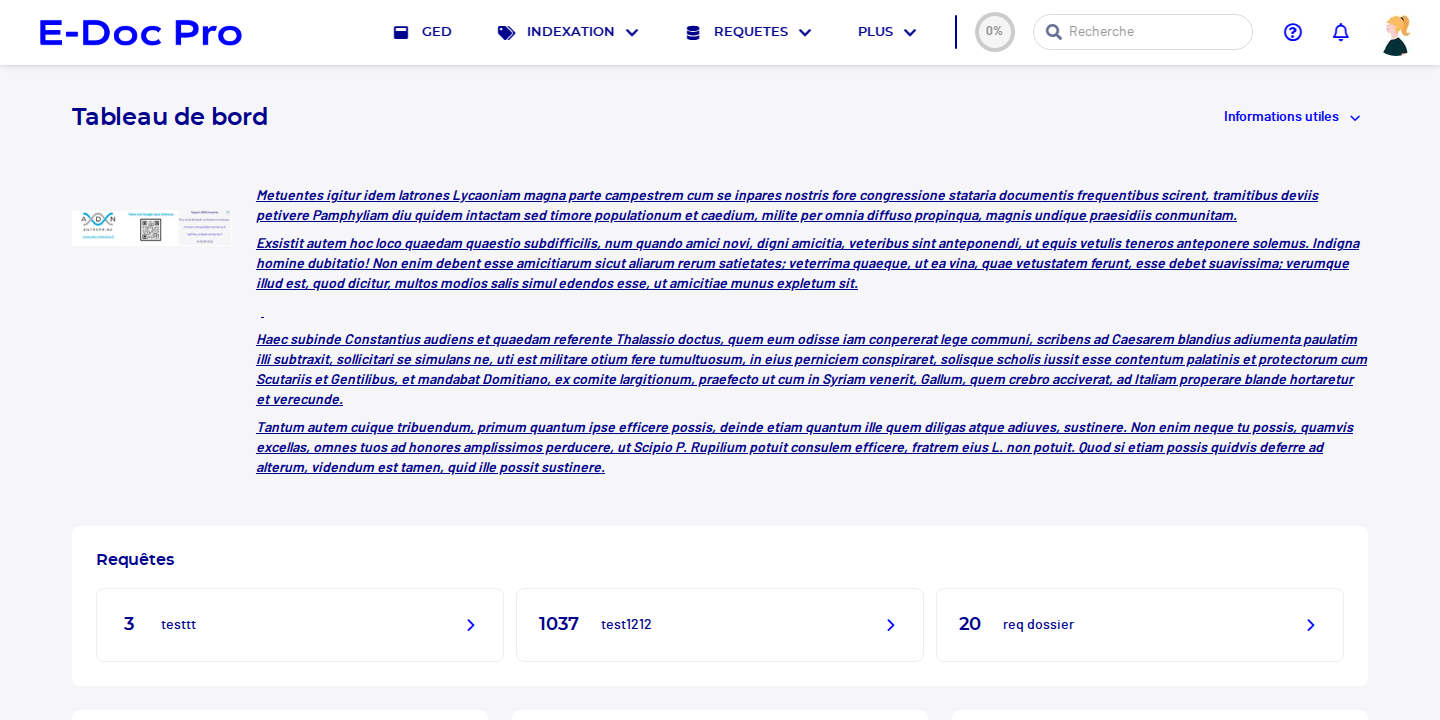 E-Doc Pro
GED
INDEXATION
REQUETES
PLUS
0%
Recherche
Tableau de bord
Informations utiles
Metuentes igitur idem latrones Lycaoniam magna parte campestrem cum se inpares nostris fore congressione stataria documentis frequentibus scirent, tramitibus deviis
petivere Pamphyliam diu quidem intactam sed timore populationum et caedium, milite per omnia diffuso propinqua, magnis undique praesidiis conmunitam.
Exsistit autem hoc loco quaedam quaestio subdifficilis, num quando amici novi, digni amicitia, veteribus sint anteponendi, ut equis vetulis teneros anteponere solemus. Indigna
homine dubitatio! Non enim debent esse amicitiarum sicut aliarum rerum satietates; veterrima quaeque, ut ea vina, quae vetustatem ferunt, esse debet suavissima; verumque
illud est, quod dicitur, multos modios salis simul edendos esse, ut amicitiae munus expletum sit.
Haec subinde Constantius audiens et quaedam referente Thalassio doctus, quem eum odisse iam conpererat lege communi, scribens ad Caesarem blandius adiumenta paulatim
illi subtraxit, sollicitari se simulans ne, uti est militare otium fere tumultuosum, in eius perniciem conspiraret, solisque scholis iussit esse contentum palatinis et protectorum cum
Scutariis et Gentilibus, et mandabat Domitiano, ex comite largitionum, praefecto ut cum in Syriam venerit, Gallum, quem crebro acciverat, ad Italiam properare blande hortaretur
et verecunde.
Tantum autem cuique tribuendum, primum quantum ipse efficere possis, deinde etiam quantum ille quem diligas atque adiuves, sustinere. Non enim neque tu possis, quamvis
excellas, omnes tuos ad honores amplissimos perducere, ut Scipio P. Rupilium potuit consulem efficere, fratrem eius L. non potuit. Quod si etiam possis quidvis deferre ad
alterum, videndum est tamen, quid ille possit sustinere.
Requêtes
3 testtt
1037 test1212
20 req dossier